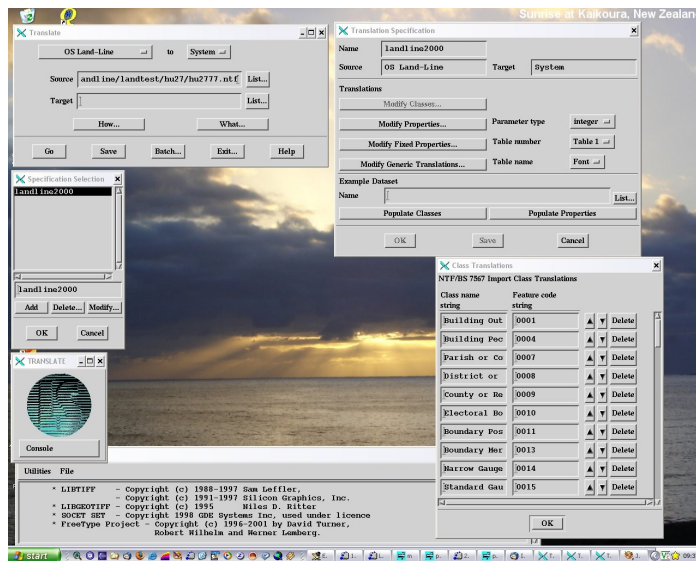 Sunrise at Kaikoura, New Zealan
Translate
OS Land-Line to System
Source andline/landtest/hu27/hu2777.ntf List...
Target List...
How... What...
Go Save Batch... Exit... Help
Translation Specification
Name landline2000
Source OS Land-Line Target System
Translations
Modify Classes...
Modify Properties... Parameter type integer
Modify Fixed Properties... Table number Table 1
Modify Generic Translations... Table name Font
Example Dataset
Name List...
Populate Classes Populate Properties
OK Save Cancel
Specification Selection
landline2000
landline2000
Add Delete... Modify...
OK Cancel
TRANSLATE
Console
Class Translations
NTF/BS 7567 Import Class Translations
Class name Feature code
string string
Building Out 0001 Delete
Building Pec 0004 Delete
Parish or Co 0007 Delete
District or 0008 Delete
County or Re 0009 Delete
Electoral Bo 0010 Delete
Boundary Pos 0011 Delete
Boundary Mer 0013 Delete
Narrow Gauge 0014 Delete
Standard Gau 0015 Delete
OK
Utilities File
* LIBTIFF - Copyright (c) 1988-1997 Sam Leffler,
- Copyright (c) 1991-1997 Silicon Graphics, Inc.
* LIBGEOTIFF - Copyright (c) 1995 Niles D. Ritter
* SOCET SET - Copyright 1998 GDE Systems Inc, used under licence
* FreeType Project - Copyright (c) 1996-2001 by David Turner,
Robert Wilhelm and Werner Lemberg.
start